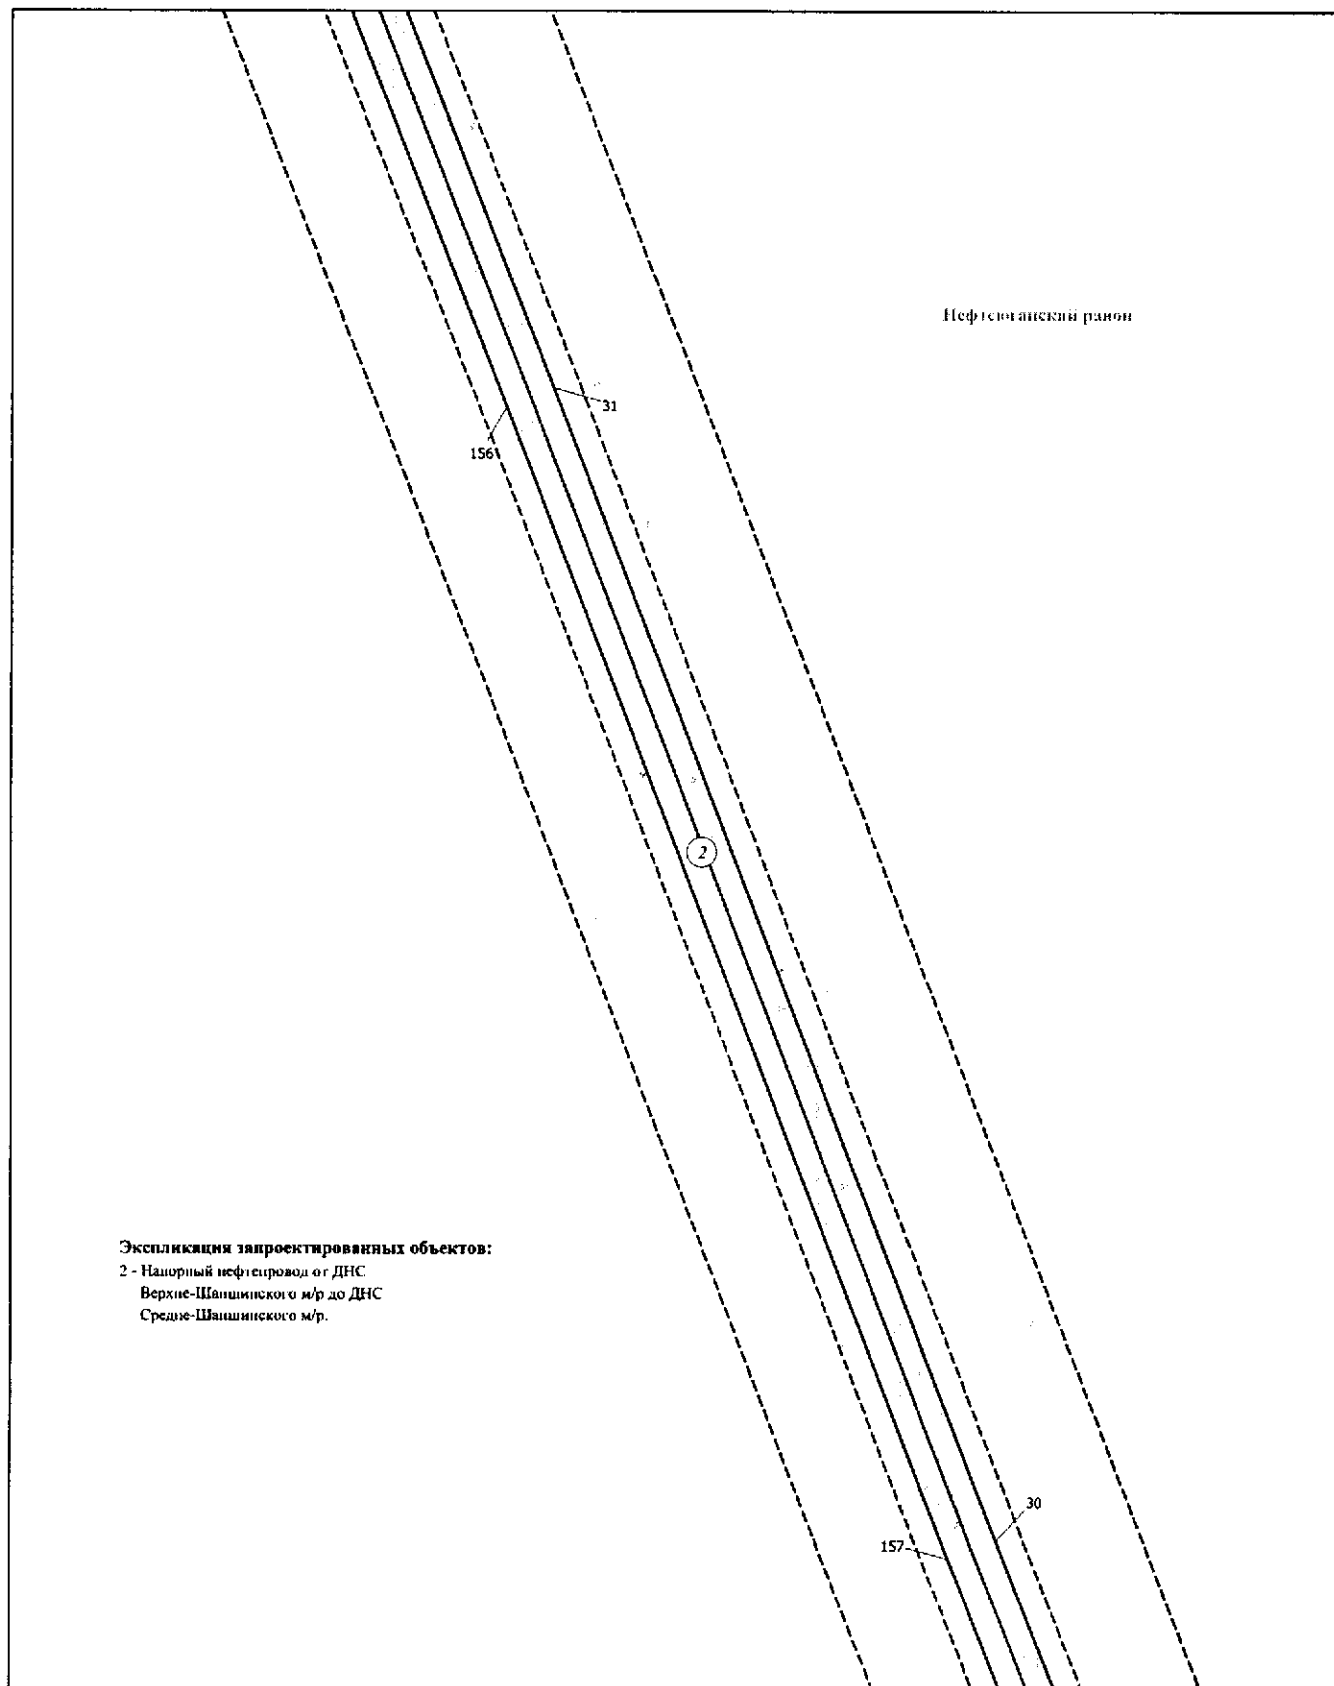 Нефтеюганский район
31
156
2
Экспликация запроектированных объектов:
2 - Напорный нефтепровод от ДНС
Верхне-Шапшинского м/р до ДНС
Средне-Шапшинского м/р.
30
157